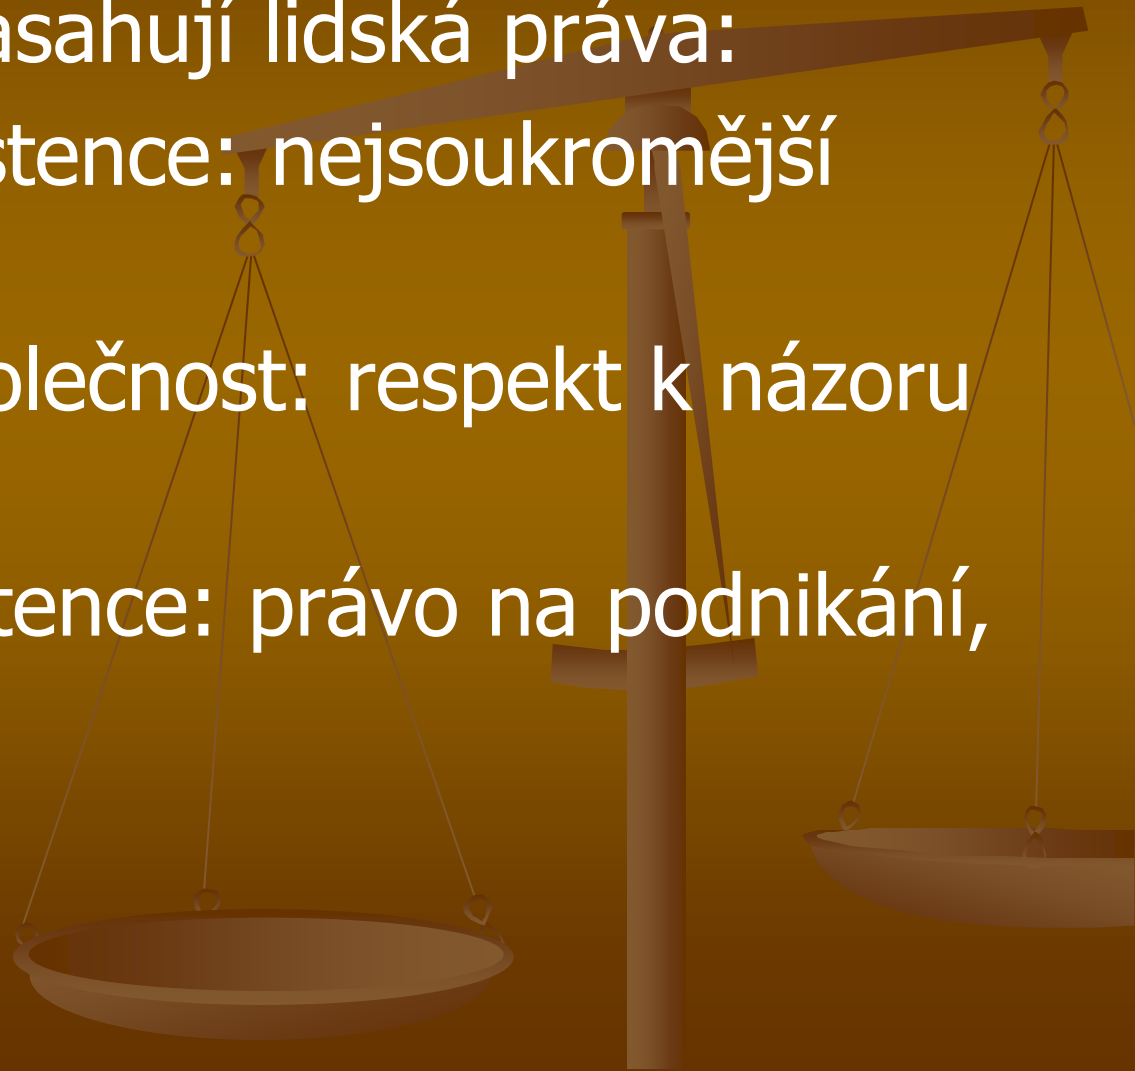 asahují lidská práva:
stence: nejsoukromější
olečnost: respekt k názoru
tence: právo na podnikání,